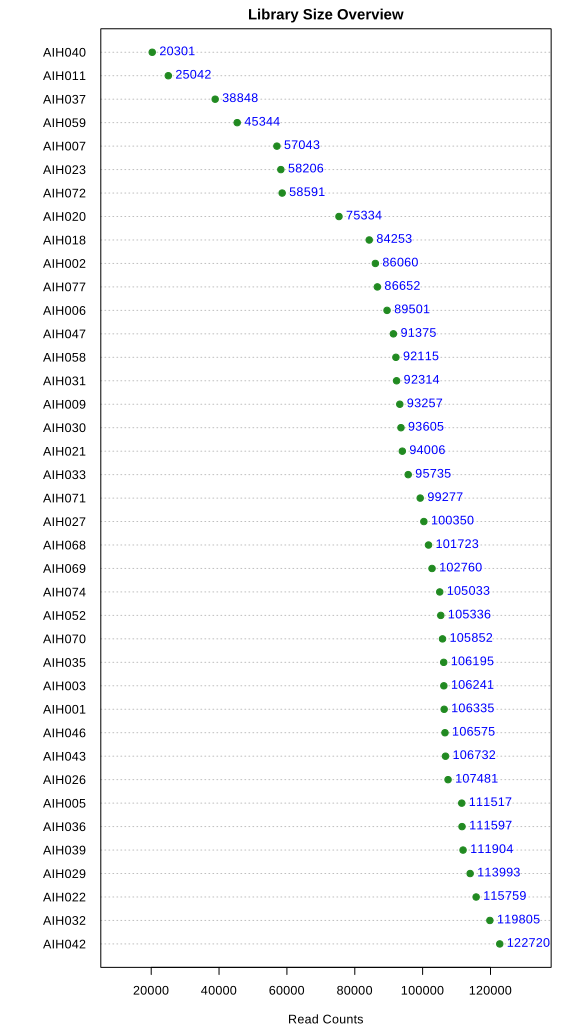 Library Size Overview
AIH040 20301
AIH011 25042
AIH037 38848
AIH059 45344
AIH007 57043
AIH023 58206
AIH072 58591
AIH020 75334
AIH018 84253
AIH002 86060
AIH077 86652
AIH006 89501
AIH047 91375
AIH058 92115
AIH031 92314
AIH009 93257
AIH030 93605
AIH021 94006
AIH033 95735
AIH071 99277
AIH027 100350
AIH068 101723
AIH069 102760
AIH074 105033
AIH052 105336
AIH070 105852
AIH035 106195
AIH003 106241
AIH001 106335
AIH046 106575
AIH043 106732
AIH026 107481
AIH005 111517
AIH036 111597
AIH039 111904
AIH029 113993
AIH022 115759
AIH032 119805
AIH042 122720
20000 40000 60000 80000 100000 120000
Read Counts